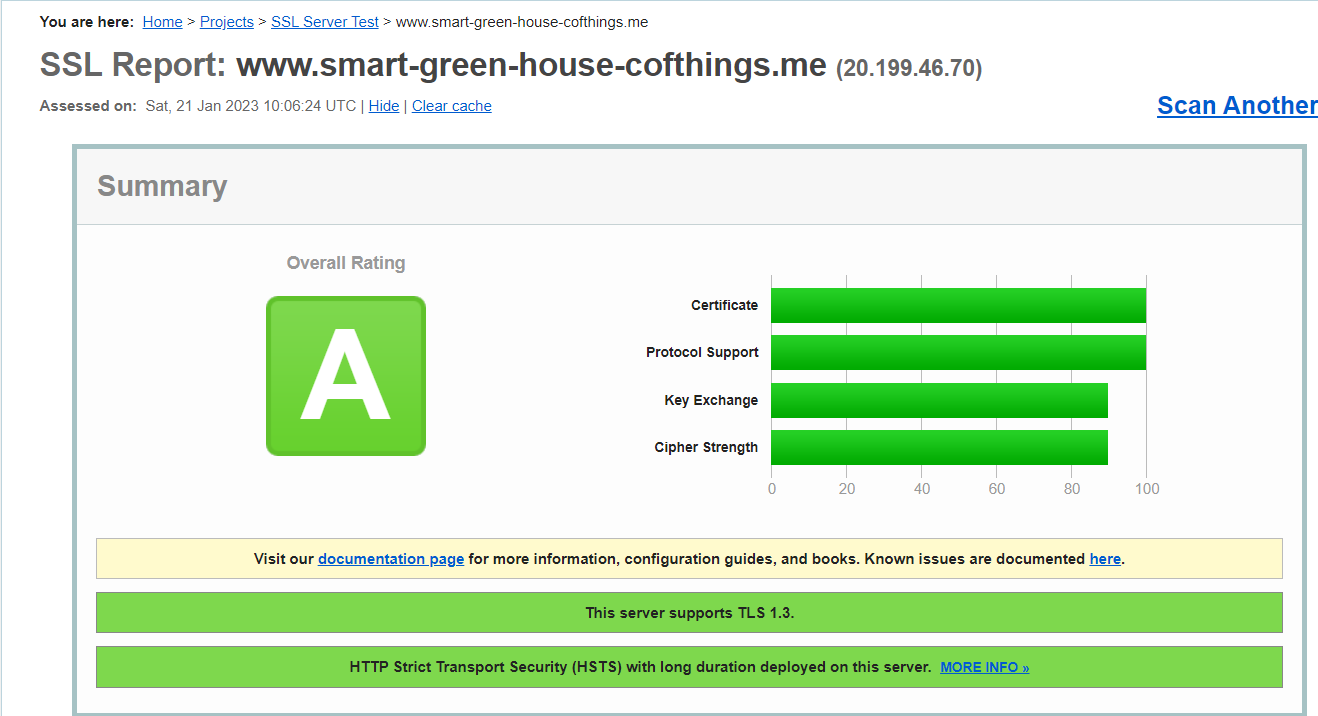 You are here: Home > Projects > SSL Server Test > www.smart-green-house-cofthings.me
SSL Report: www.smart-green-house-cofthings.me (20.199.46.70)
Assessed on: Sat, 21 Jan 2023 10:06:24 UTC | Hide | Clear cache
Scan Another
Summary
Overall Rating
A
Certificate
Protocol Support
Key Exchange
Cipher Strength
0 20 40 60 80 100
Visit our documentation page for more information, configuration guides, and books. Known issues are documented here.
This server supports TLS 1.3.
HTTP Strict Transport Security (HSTS) with long duration deployed on this server. MORE INFO »